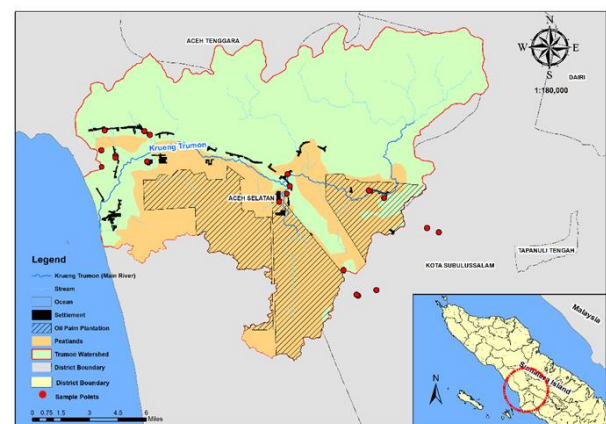 ACEH TENGGARA
N
W E
S
DAIRI
1:180,000
Krueng Trumon
ACEH SELATAN
TAPANULI TENGAH
KOTA SUBULUSSALAM
Legend
Krueng Trumon (Main River)
Stream
Ocean
Settlement
Oil Palm Plantation
Peatlands
Trumon Watershed
District Boundary
District Boundary
Sample Points
0 0.75 1.5 3 4.5 6
Miles
Malaysia
Sumatera Island
N